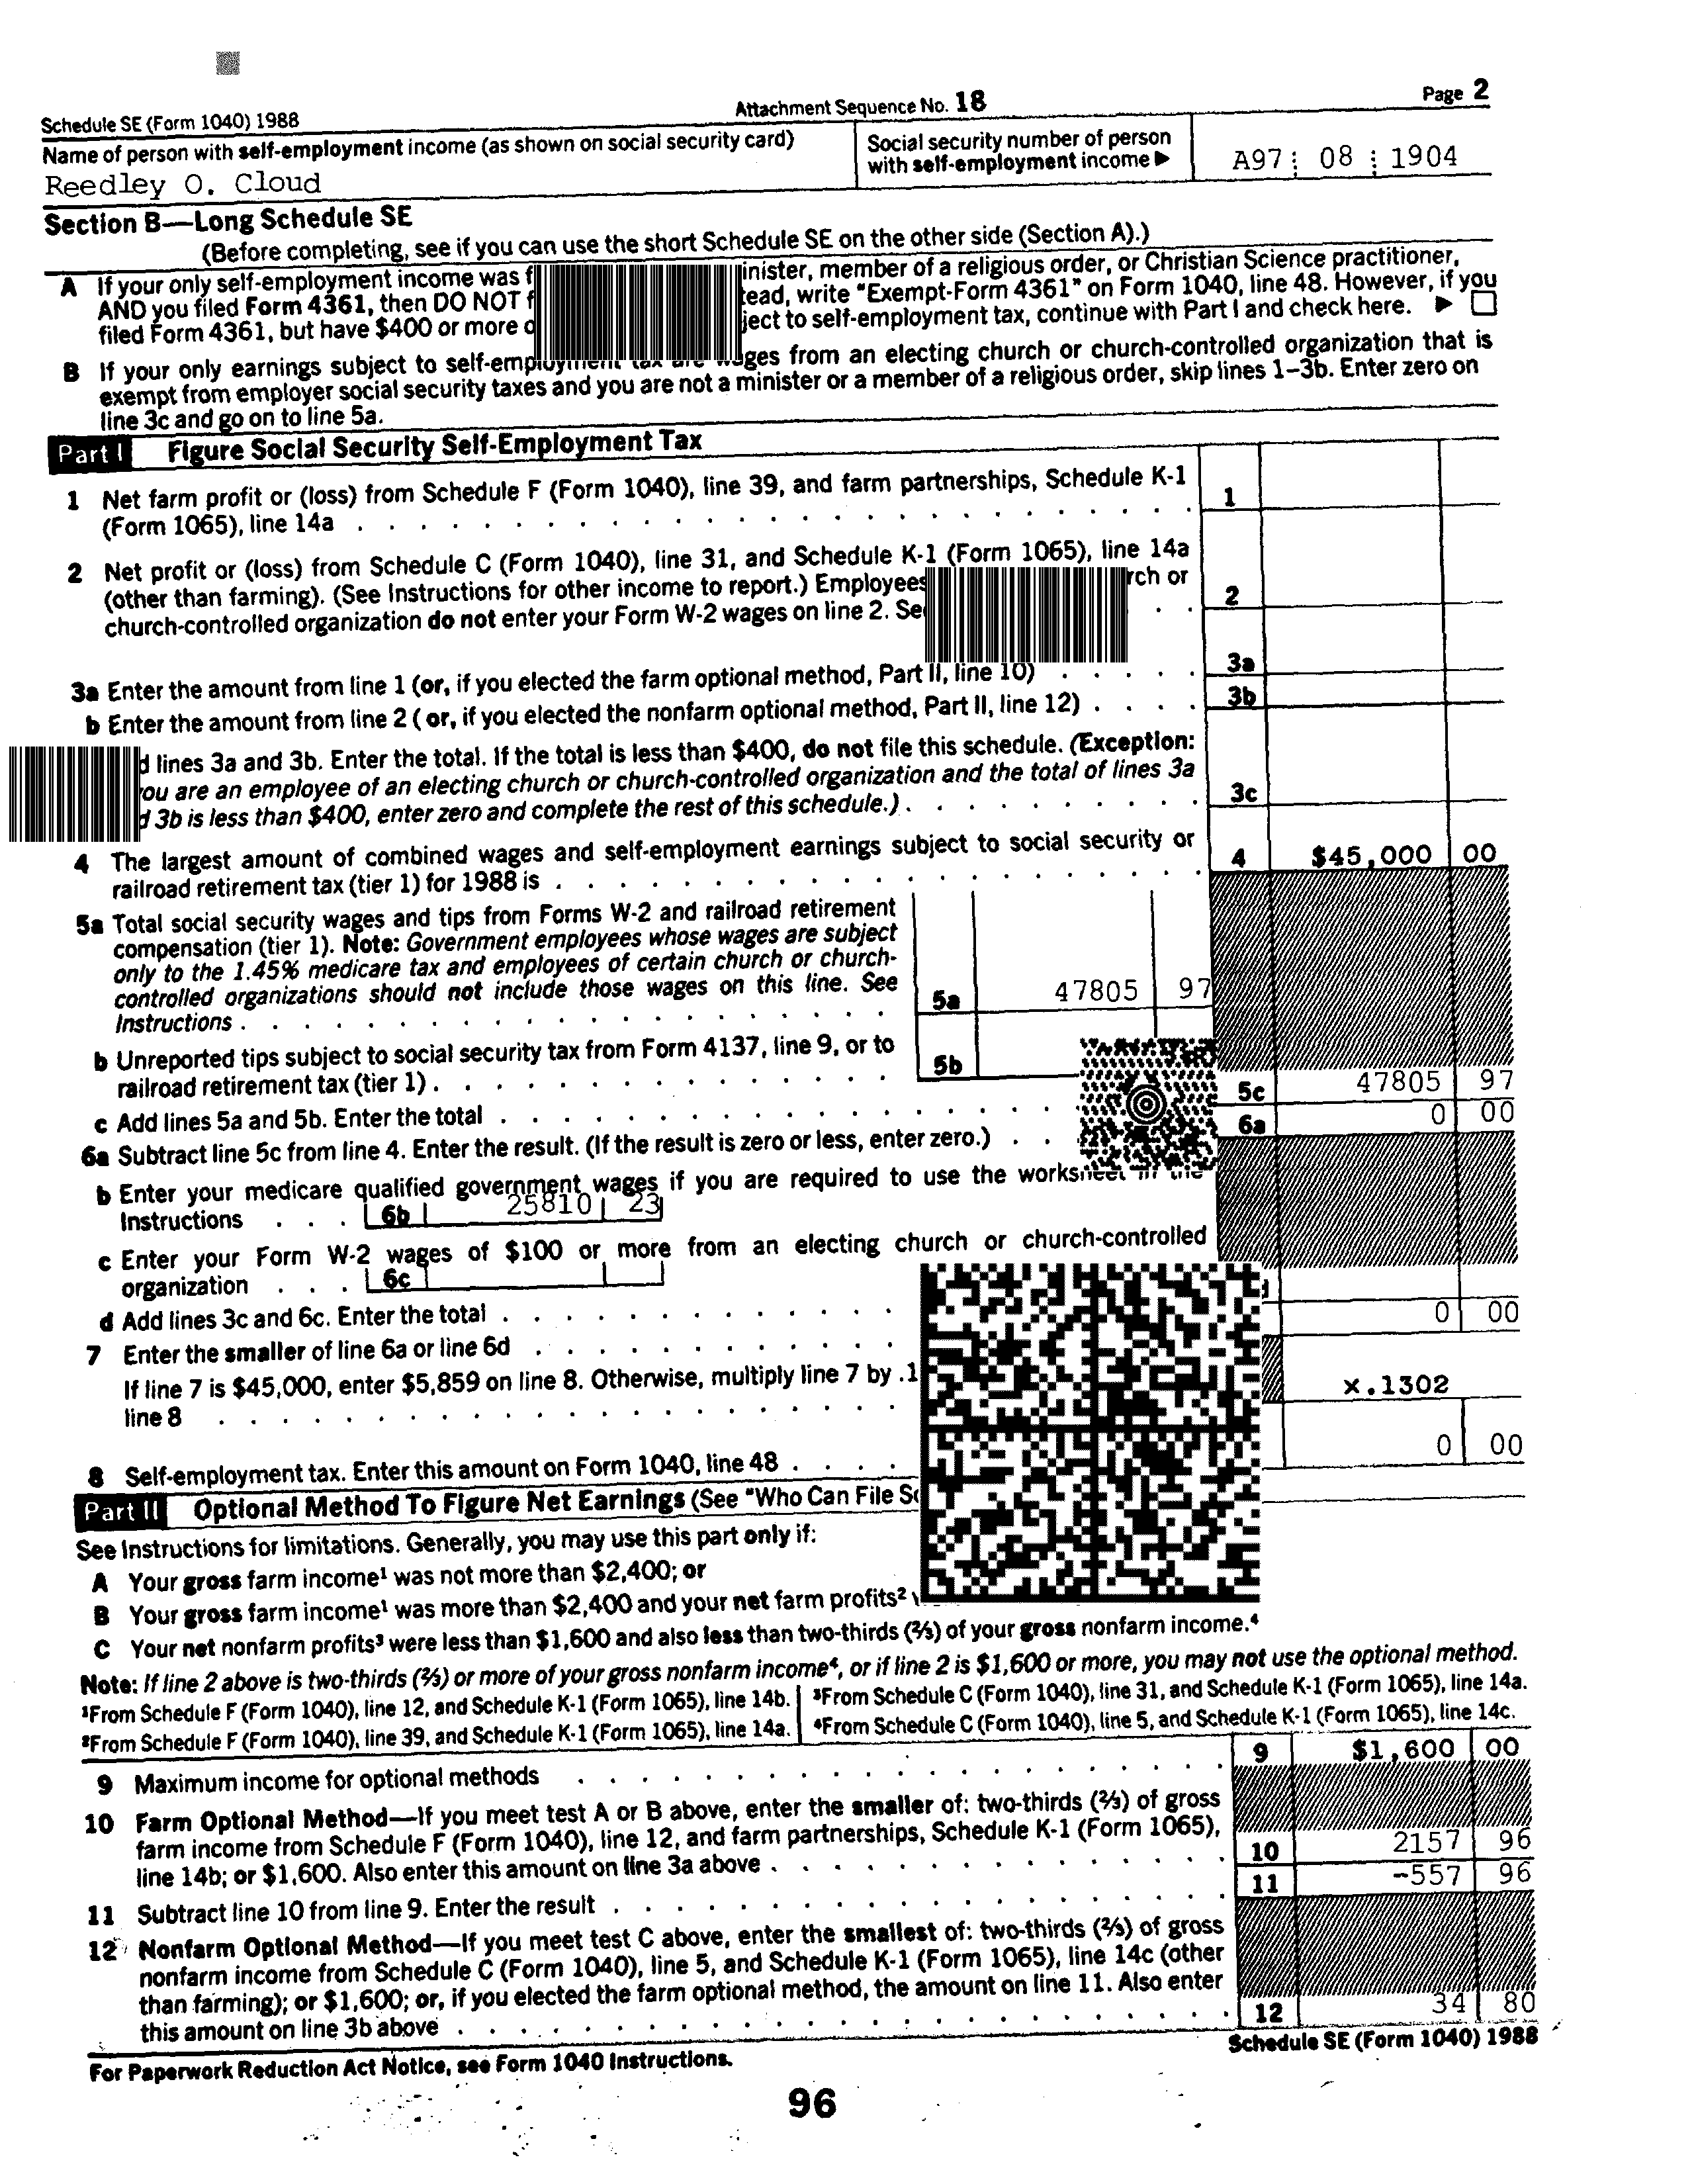 Schedule SE (Form 1040) 1988 Attachment Sequence No. 18 Page 2
Name of person with self-employment income (as shown on social security card)
Reedley O. Cloud
Social security number of person
with self-employment income ▶ A97 08 1904
Section B—Long Schedule SE
(Before completing, see if you can use the short Schedule SE on the other side (Section A).)
A If your only self-employment income was inister, member of a religious order, or Christian Science practitioner,
AND you filed Form 4361, then DO NOT write "Exempt-Form 4361" on Form 1040, line 48. However, if you
filed Form 4361, but have $400 or more to self-employment tax, continue with Part I and check here. ▶
B If your only earnings subject to self-employment tax are wages from an electing church or church-controlled organization that is
exempt from employer social security taxes and you are not a minister or a member of a religious order, skip lines 1–3b. Enter zero on
line 3c and go on to line 5a.
Part I Figure Social Security Self-Employment Tax
1 Net farm profit or (loss) from Schedule F (Form 1040), line 39, and farm partnerships, Schedule K-1
(Form 1065), line 14a 1
2 Net profit or (loss) from Schedule C (Form 1040), line 31, and Schedule K-1 (Form 1065), line 14a
(other than farming). (See Instructions for other income to report.) Employees or
church-controlled organization do not enter your Form W-2 wages on line 2. 2
3a Enter the amount from line 1 (or, if you elected the farm optional method, Part II, line 10) 3a
b Enter the amount from line 2 ( or, if you elected the nonfarm optional method, Part II, line 12) 3b
lines 3a and 3b. Enter the total. If the total is less than $400, do not file this schedule. (Exception:
you are an employee of an electing church or church-controlled organization and the total of lines 3a
3b is less than $400, enter zero and complete the rest of this schedule.) 3c
4 The largest amount of combined wages and self-employment earnings subject to social security or
railroad retirement tax (tier 1) for 1988 is 4 $45,000 00
5a Total social security wages and tips from Forms W-2 and railroad retirement
compensation (tier 1). Note: Government employees whose wages are subject
only to the 1.45% medicare tax and employees of certain church or church-
controlled organizations should not include those wages on this line. See
Instructions 5a 47805 97
b Unreported tips subject to social security tax from Form 4137, line 9, or to
railroad retirement tax (tier 1) 5b
c Add lines 5a and 5b. Enter the total 5c 47805 97
6a Subtract line 5c from line 4. Enter the result. (If the result is zero or less, enter zero.) 6a 0 00
b Enter your medicare qualified government wages if you are required to use the worksheet in the
Instructions 6b 25810 23
c Enter your Form W-2 wages of $100 or more from an electing church or church-controlled
organization 6c
d Add lines 3c and 6c. Enter the total
7 Enter the smaller of line 6a or line 6d 0 00
If line 7 is $45,000, enter $5,859 on line 8. Otherwise, multiply line 7 by .1
line 8 x.1302
8 Self-employment tax. Enter this amount on Form 1040, line 48 0 00
Part II Optional Method To Figure Net Earnings (See "Who Can File
See Instructions for limitations. Generally, you may use this part only if:
A Your gross farm income¹ was not more than $2,400; or
B Your gross farm income¹ was more than $2,400 and your net farm profits²
C Your net nonfarm profits³ were less than $1,600 and also less than two-thirds (⅔) of your gross nonfarm income.⁴
Note: If line 2 above is two-thirds (⅔) or more of your gross nonfarm income⁴, or if line 2 is $1,600 or more, you may not use the optional method.
¹From Schedule F (Form 1040), line 12, and Schedule K-1 (Form 1065), line 14b. ³From Schedule C (Form 1040), line 31, and Schedule K-1 (Form 1065), line 14a.
²From Schedule F (Form 1040), line 39, and Schedule K-1 (Form 1065), line 14a. ⁴From Schedule C (Form 1040), line 5, and Schedule K-1 (Form 1065), line 14c.
9 Maximum income for optional methods 9 $1,600 00
10 Farm Optional Method—If you meet test A or B above, enter the smaller of: two-thirds (⅔) of gross
farm income from Schedule F (Form 1040), line 12, and farm partnerships, Schedule K-1 (Form 1065),
line 14b; or $1,600. Also enter this amount on line 3a above 10 2157 96
11 Subtract line 10 from line 9. Enter the result 11 -557 96
12 Nonfarm Optional Method—If you meet test C above, enter the smallest of: two-thirds (⅔) of gross
nonfarm income from Schedule C (Form 1040), line 5, and Schedule K-1 (Form 1065), line 14c (other
than farming); or $1,600; or, if you elected the farm optional method, the amount on line 11. Also enter
this amount on line 3b above 12 34 80
For Paperwork Reduction Act Notice, see Form 1040 Instructions. Schedule SE (Form 1040) 1988
96